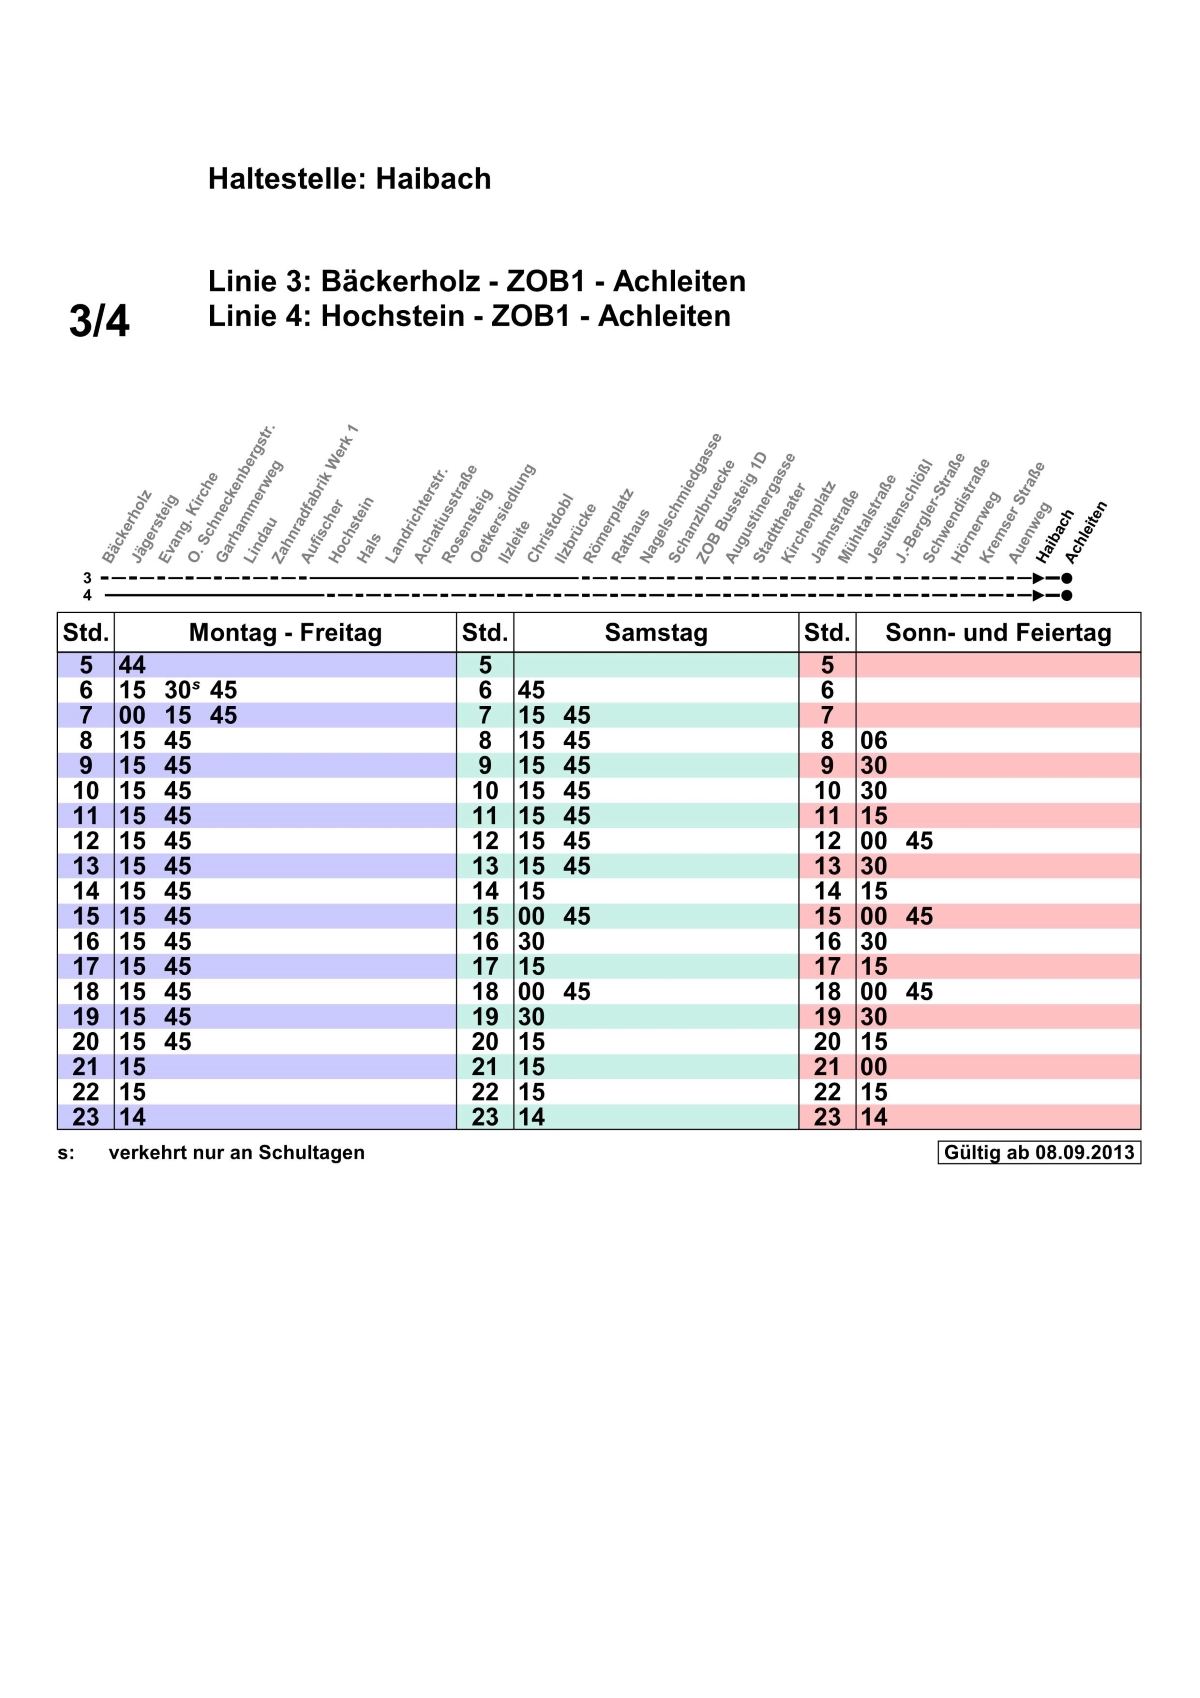 Haltestelle: Haibach
Linie 3: Bäckerholz - ZOB1 - Achleiten
3/4
Linie 4: Hochstein - ZOB1 - Achleiten
Bäckerholz
Jägersteig
Evang. Kirche
O. Schneckenbergstr.
Garhammerweg
Lindau
Zahnradfabrik Werk 1
Aufischer
Hochstein
Hals
Landrichterstr.
Achatiusstraße
Rosensteig
Oetkersiedlung
Ilzleite
Christdobl
Ilzbrücke
Römerplatz
Rathaus
Nagelschmiedgasse
Schanzlbruecke
ZOB Bussteig 1D
Augustinergasse
Stadttheater
Kirchenplatz
Jahnstraße
Mühltalstraße
Jesuitenschlößl
J.-Bergler-Straße
Schwendistraße
Hörnerweg
Kremser Straße
Auenweg
Haibach
Achleiten
3
4
Std. Montag - Freitag Std. Samstag Std. Sonn- und Feiertag
5 44 5 5
6 15 30s 45 6 45 6
7 00 15 45 7 15 45 7
8 15 45 8 15 45 8 06
9 15 45 9 15 45 9 30
10 15 45 10 15 45 10 30
11 15 45 11 15 45 11 15
12 15 45 12 15 45 12 00 45
13 15 45 13 15 45 13 30
14 15 45 14 15 14 15
15 15 45 15 00 45 15 00 45
16 15 45 16 30 16 30
17 15 45 17 15 17 15
18 15 45 18 00 45 18 00 45
19 15 45 19 30 19 30
20 15 45 20 15 20 15
21 15 21 15 21 00
22 15 22 15 22 15
23 14 23 14 23 14
s: verkehrt nur an Schultagen Gültig ab 08.09.2013